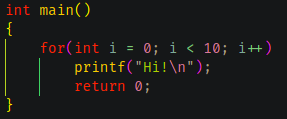 int main()
{
    for(int i = 0; i < 10; i++)
        printf("Hi!\n");
        return 0;
}